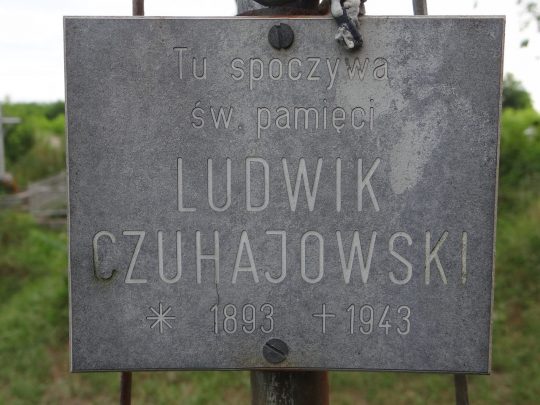 Tu spoczywa
św. pamięci
LUDWIK
CZUHAJOWSKI
* 1893 +1943